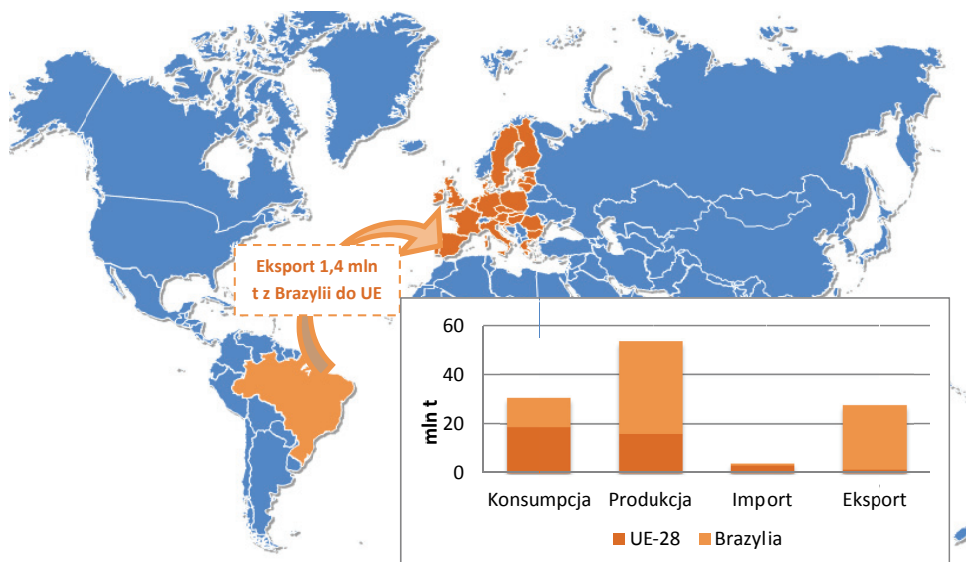 Eksport 1,4 mln
t z Brazylii do UE
60
40
20
0
mln t
Konsumpcja
Produkcja
Import
Eksport
UE-28
Brazylia